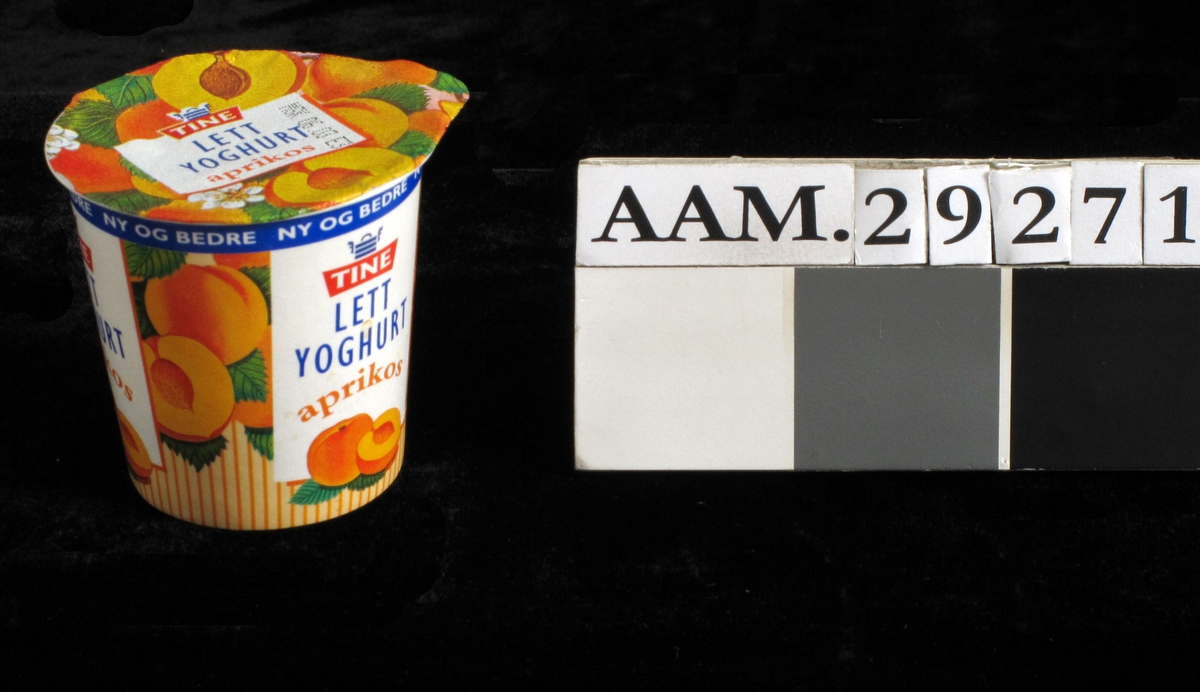 TINE
LETT
YOGHURT
aprikos
NY OG BEDRE NY OG BEDRE
TINE
LETT
YOGHURT
aprikos
AAM.29271